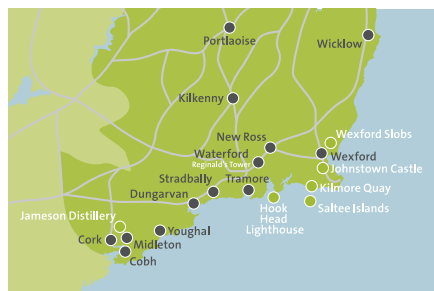 Portlaoise
Wicklow
Kilkenny
New Ross
Wexford Slobs
Waterford
Reginald's Tower
Wexford
Johnstown Castle
Stradbally
Tramore
Kilmore Quay
Dungarvan
Hook
Head
Lighthouse
Saltee Islands
Jameson Distillery
Youghal
Cork
Midleton
Cobh